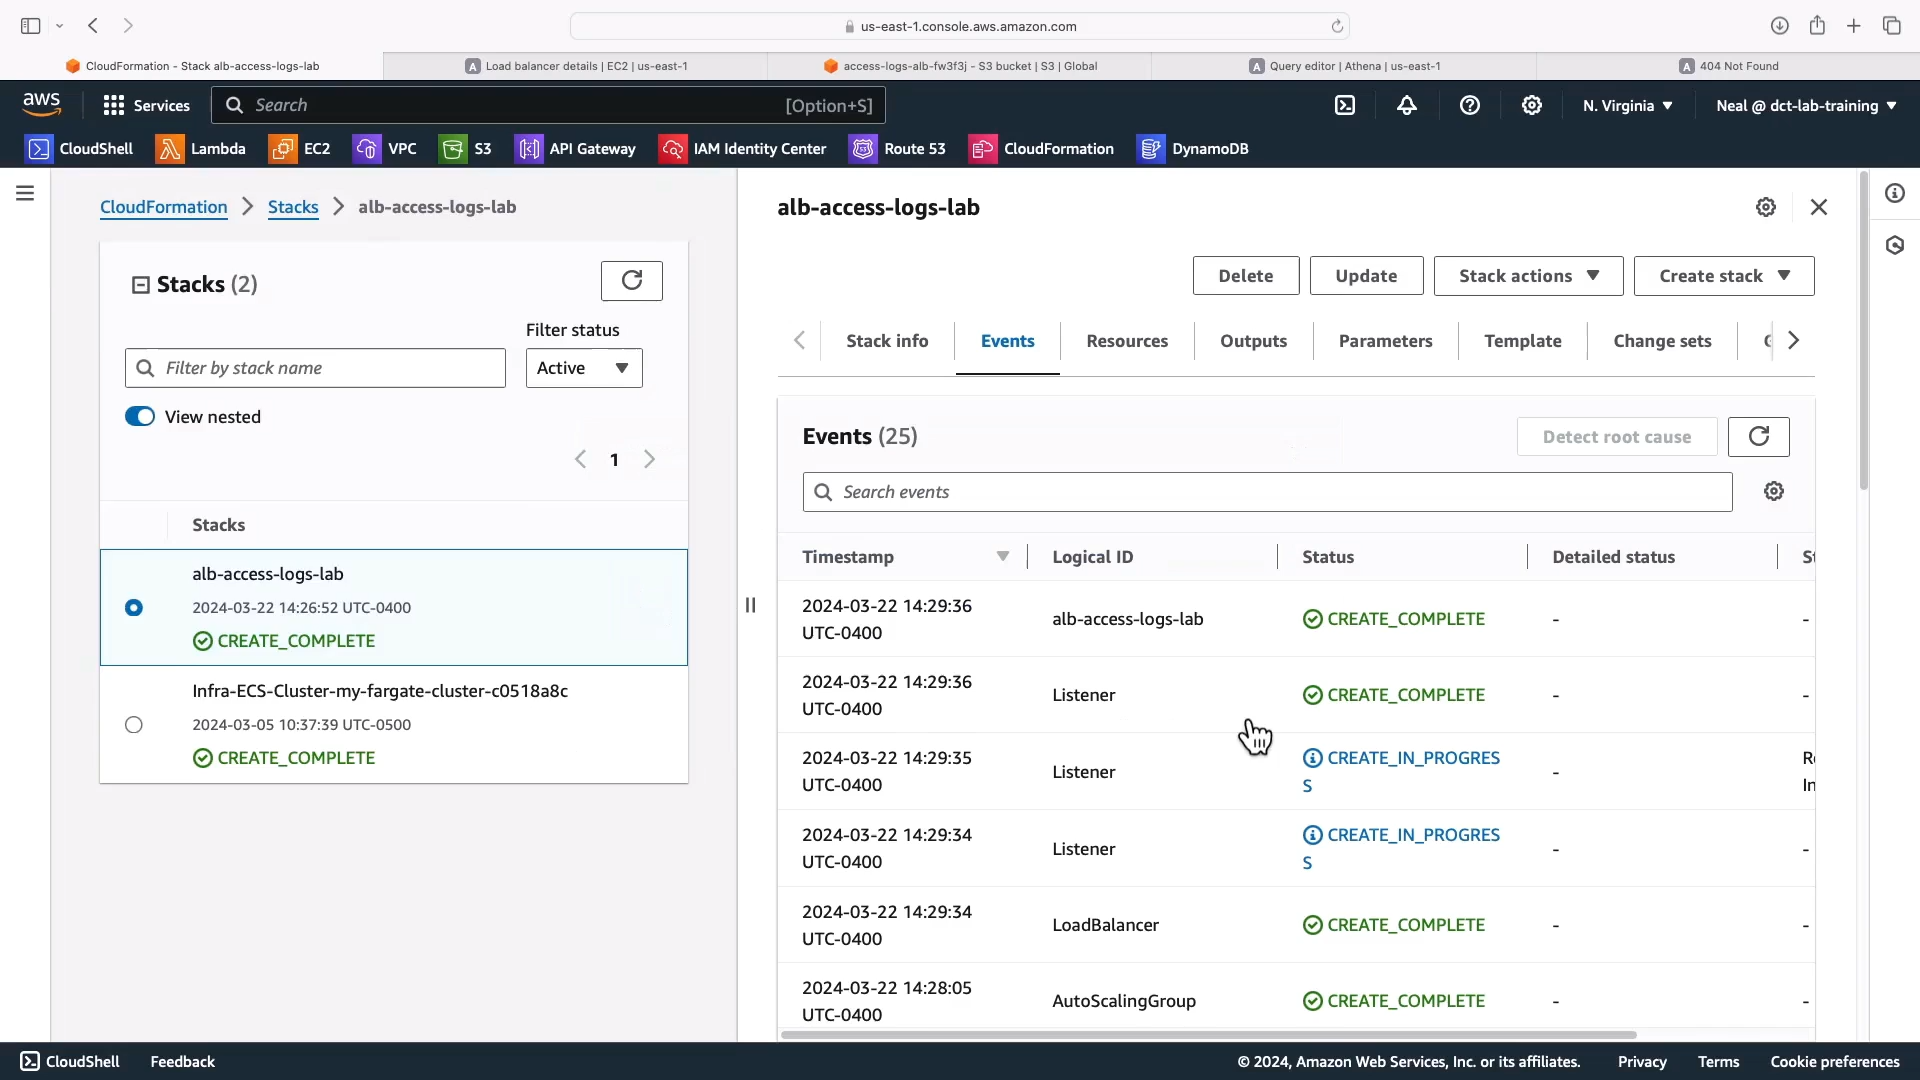 us-east-1.console.aws.amazon.com
CloudFormation - Stack alb-access-logs-lab
Load balancer details | EC2 | us-east-1
access-logs-alb-fw3f3j - S3 bucket | S3 | Global
Query editor | Athena | us-east-1
404 Not Found
aws
Services
Search
[Option+S]
N. Virginia
Neal @ dct-lab-training
CloudShell
Lambda
EC2
VPC
S3
API Gateway
IAM Identity Center
Route 53
CloudFormation
DynamoDB
CloudFormation
Stacks
alb-access-logs-lab
Stacks (2)
Filter status
Filter by stack name
Active
View nested
1
Stacks
alb-access-logs-lab
2024-03-22 14:26:52 UTC-0400
CREATE_COMPLETE
Infra-ECS-Cluster-my-fargate-cluster-c0518a8c
2024-03-05 10:37:39 UTC-0500
CREATE_COMPLETE
alb-access-logs-lab
Delete
Update
Stack actions
Create stack
Stack info
Events
Resources
Outputs
Parameters
Template
Change sets
Events (25)
Detect root cause
Search events
Timestamp
Logical ID
Status
Detailed status
St
2024-03-22 14:29:36
UTC-0400
alb-access-logs-lab
CREATE_COMPLETE
-
-
2024-03-22 14:29:36
UTC-0400
Listener
CREATE_COMPLETE
-
-
2024-03-22 14:29:35
UTC-0400
Listener
CREATE_IN_PROGRES
S
-
Re
In
2024-03-22 14:29:34
UTC-0400
Listener
CREATE_IN_PROGRES
S
-
-
2024-03-22 14:29:34
UTC-0400
LoadBalancer
CREATE_COMPLETE
-
-
2024-03-22 14:28:05
UTC-0400
AutoScalingGroup
CREATE_COMPLETE
-
-
CloudShell
Feedback
© 2024, Amazon Web Services, Inc. or its affiliates.
Privacy
Terms
Cookie preferences